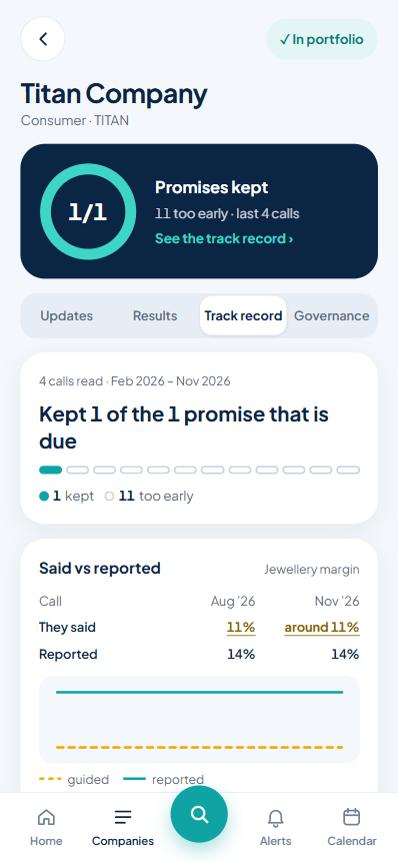 ✓ In portfolio
Titan Company
Consumer · TITAN
1/1
Promises kept
11 too early · last 4 calls
See the track record ›
Updates Results Track record Governance
4 calls read · Feb 2026 – Nov 2026
Kept 1 of the 1 promise that is
due
1 kept 11 too early
Said vs reported Jewellery margin
Call Aug '26 Nov '26
They said 11% around 11%
Reported 14% 14%
guided reported
Home Companies Alerts Calendar